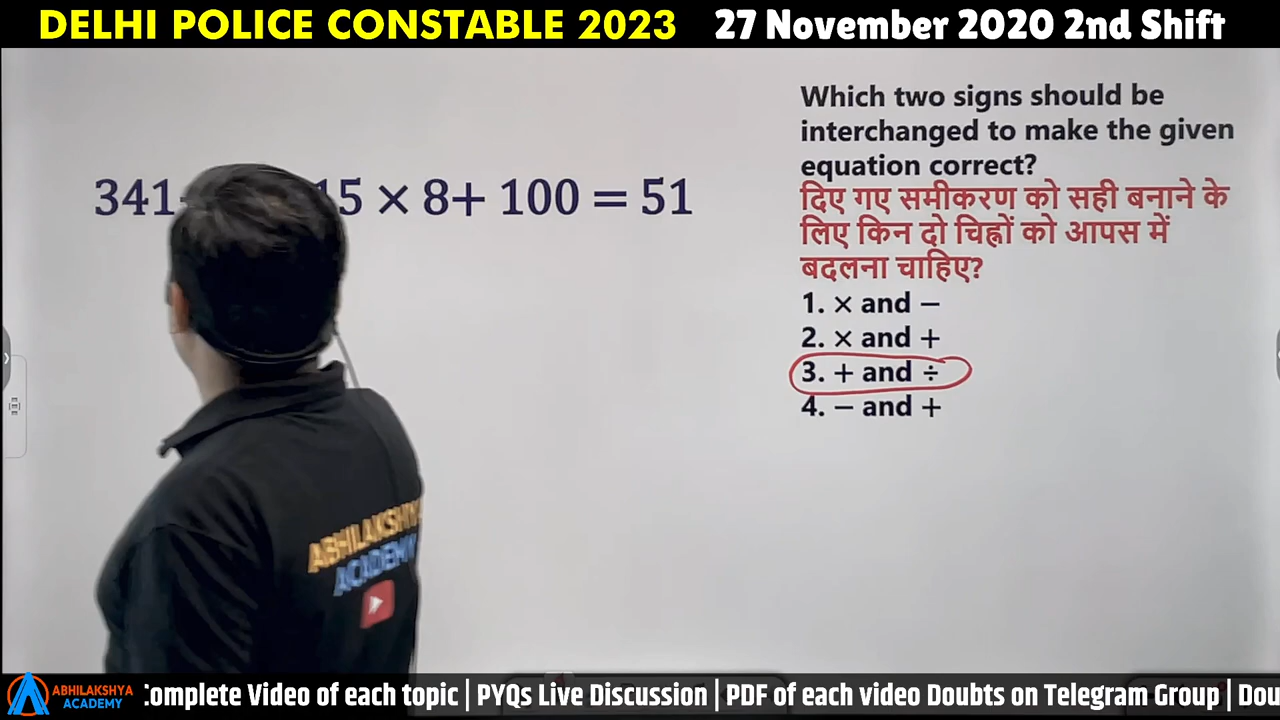 DELHI POLICE CONSTABLE 2023 27 November 2020 2nd Shift
341 15 × 8+ 100 = 51
Which two signs should be
interchanged to make the given
equation correct?
दिए गए समीकरण को सही बनाने के
लिए किन दो चिह्नों को आपस में
बदलना चाहिए?
1. × and −
2. × and +
3. + and ÷
4. − and +
ABHILAKSHYA
ACADEMY
ABHILAKSHYA
ACADEMY
Complete Video of each topic | PYQs Live Discussion | PDF of each video Doubts on Telegram Group |